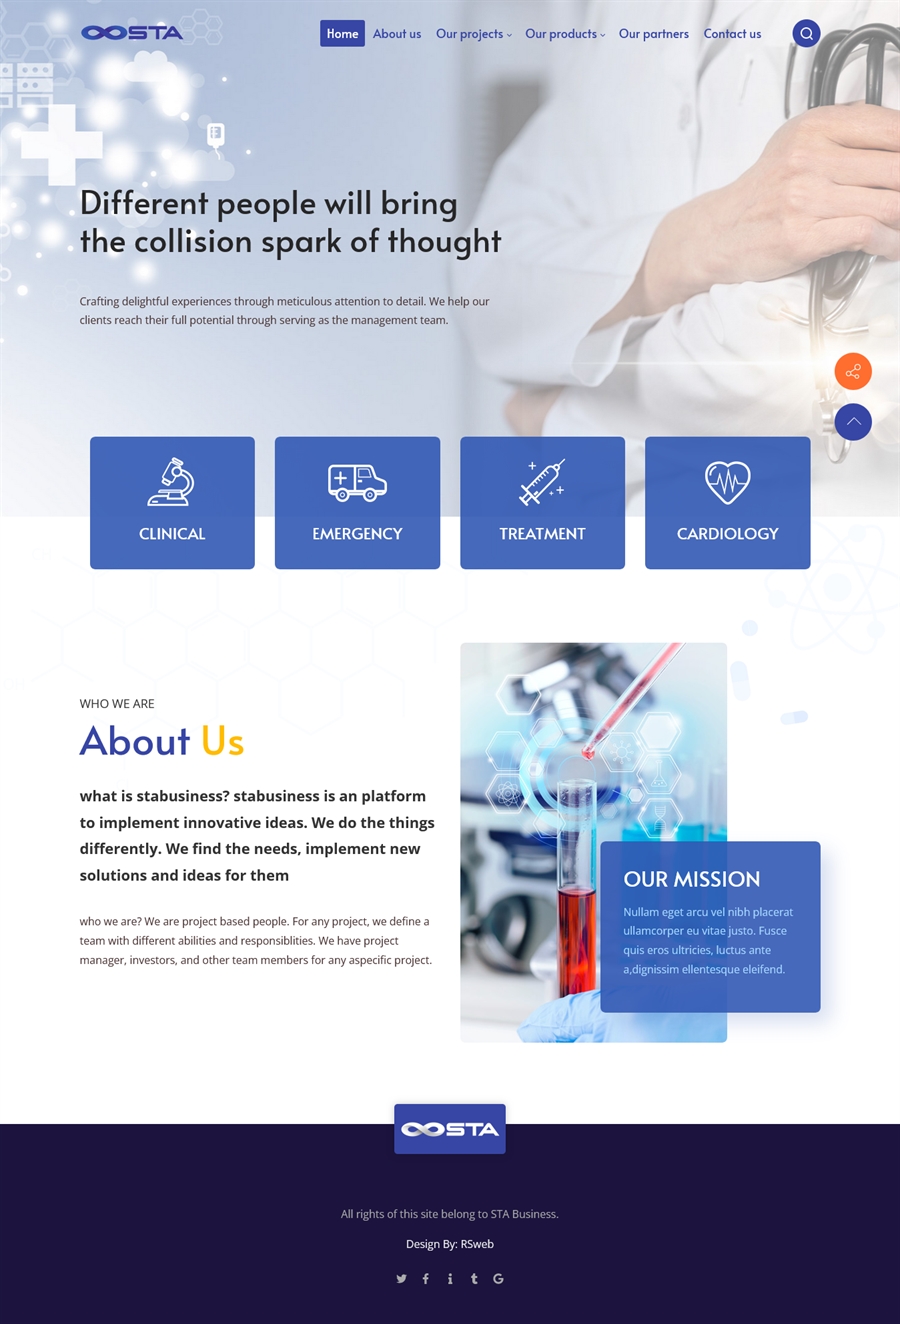 STA
Home About us Our projects Our products Our partners Contact us
Different people will bring
the collision spark of thought
Crafting delightful experiences through meticulous attention to detail. We help our
clients reach their full potential through serving as the management team.
CLINICAL EMERGENCY TREATMENT CARDIOLOGY
WHO WE ARE
About Us
what is stabusiness? stabusiness is an platform
to implement innovative ideas. We do the things
differently. We find the needs, implement new
solutions and ideas for them
who we are? We are project based people. For any project, we define a
team with different abilities and responsiblities. We have project
manager, investors, and other team members for any aspecific project.
OUR MISSION
Nullam eget arcu vel nibh placerat
ullamcorper eu vitae justo. Fusce
quis eros ultricies, luctus ante
a,dignissim ellentesque eleifend.
STA
All rights of this site belong to STA Business.
Design By: RSweb